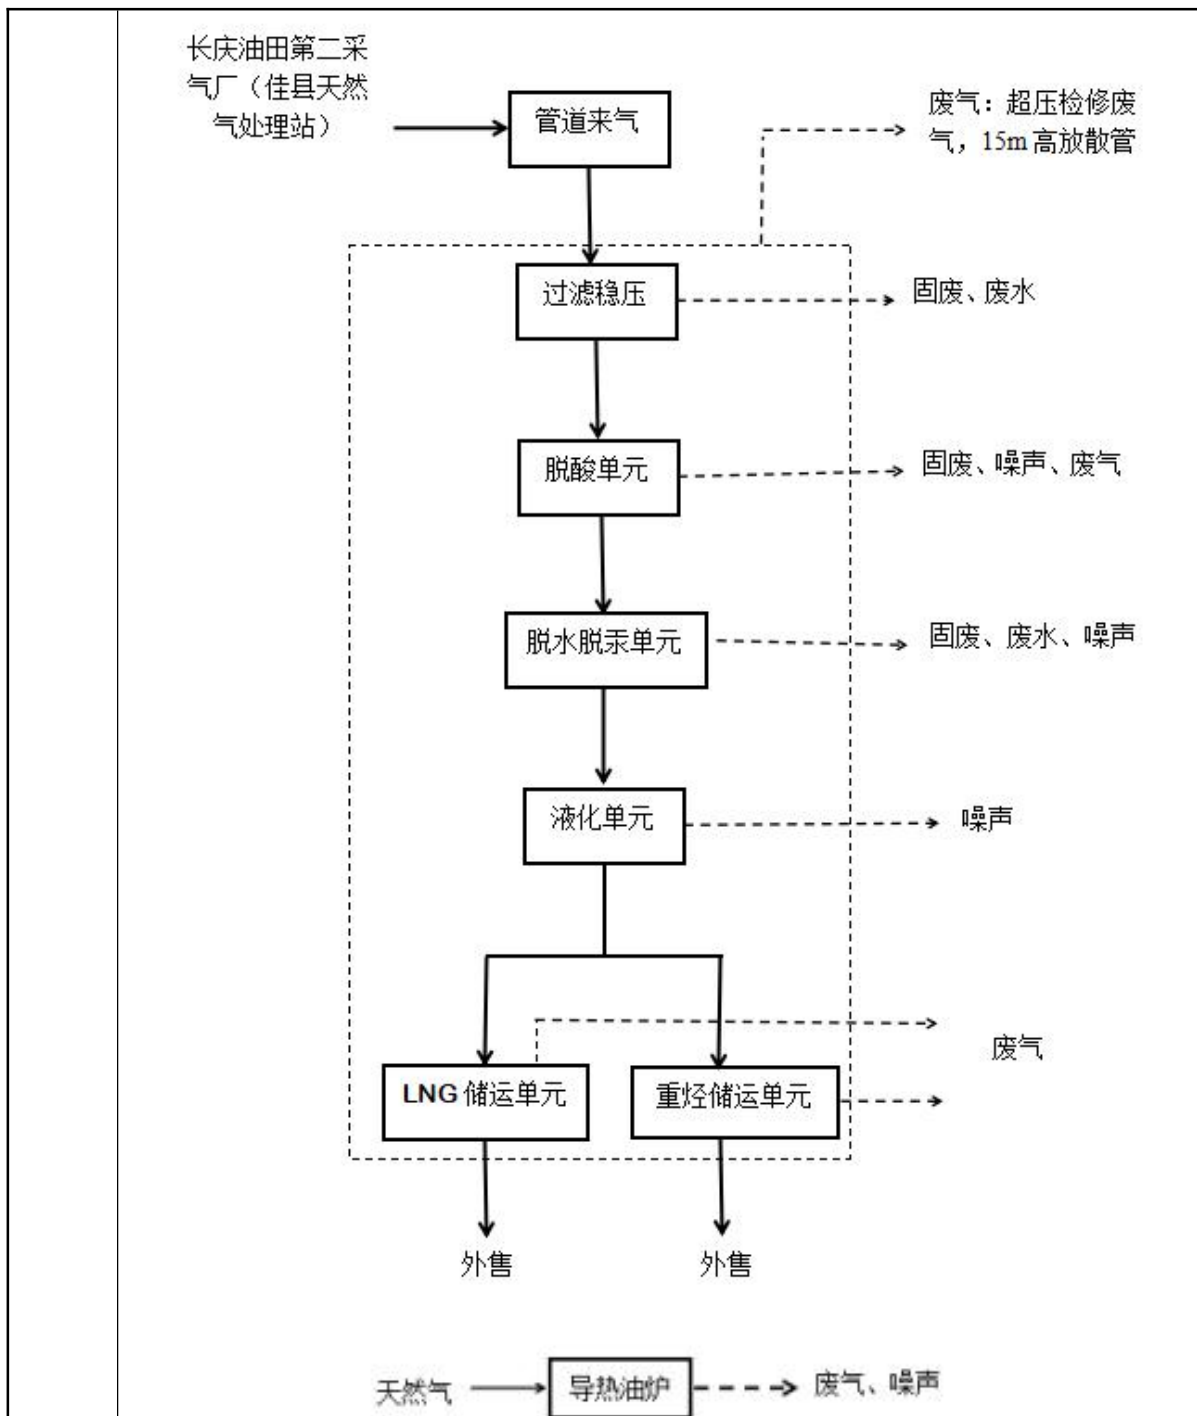 长庆油田第二采
气厂（佳县天然
气处理站）
管道来气
废气：超压检修废
气，15m 高放散管
过滤稳压
固废、废水
脱酸单元
固废、噪声、废气
脱水脱汞单元
固废、废水、噪声
液化单元
噪声
废气
LNG 储运单元
重烃储运单元
外售
外售
天然气
导热油炉
废气、噪声